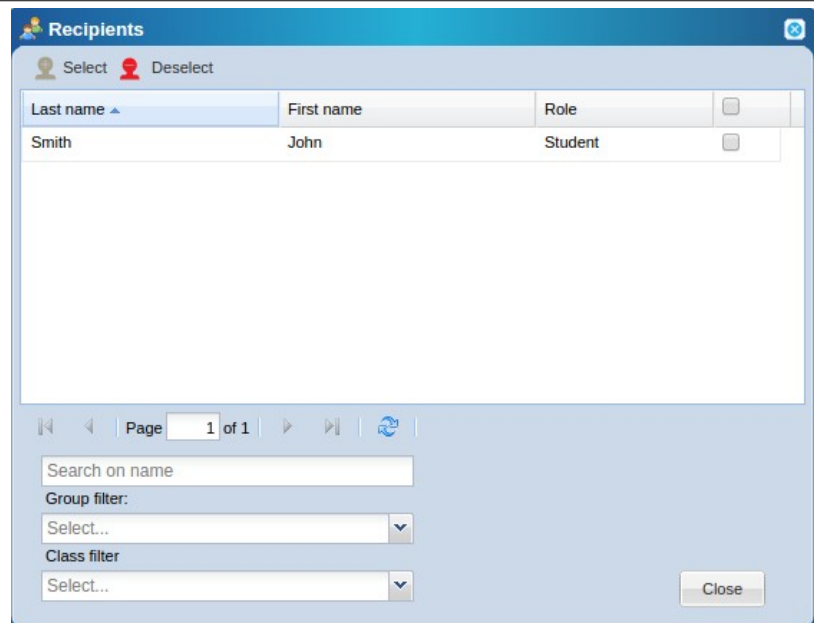 Recipients
Select Deselect
Last name First name Role
Smith John Student
Page 1 of 1
Search on name
Group filter:
Select...
Class filter
Select...
Close